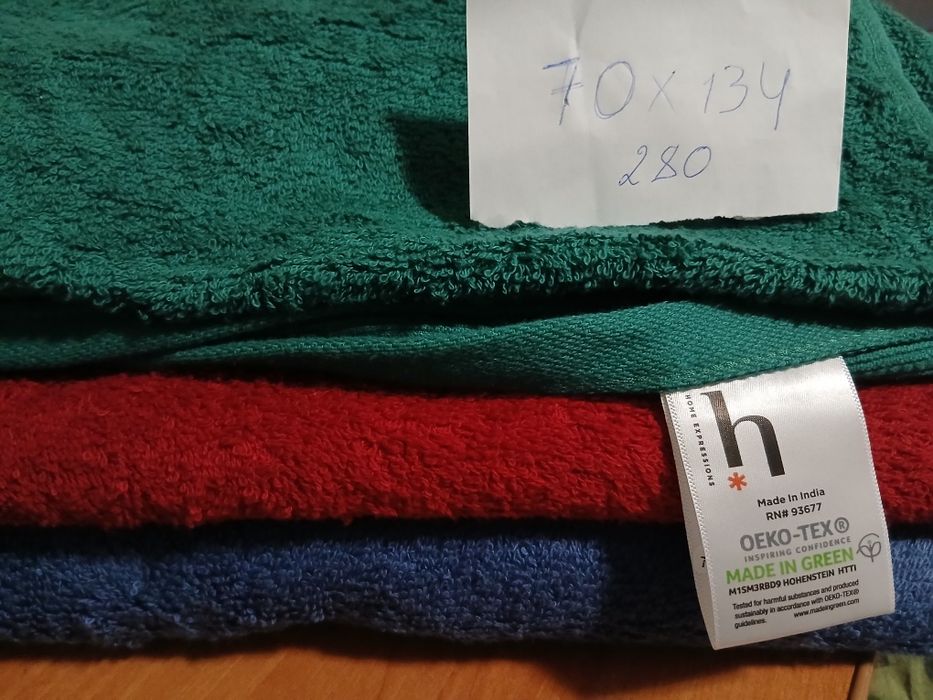 70 x 134
280
HOME EXPRESSIONS
h
Made In India
RN# 93677
OEKO-TEX®
INSPIRING CONFIDENCE
MADE IN GREEN
M1SM3RBD9 HOHENSTEIN HTTI
Tested for harmful substances and produced
sustainably in accordance with OEKO-TEX®
guidelines. www.madeingreen.com